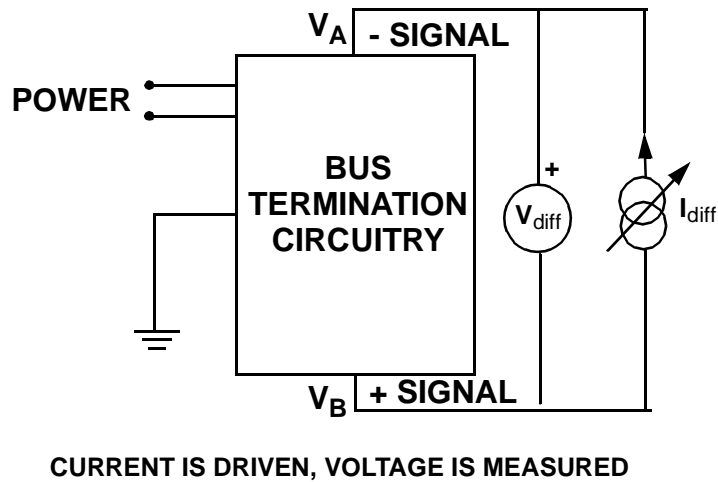 VA - SIGNAL
POWER
BUS
TERMINATION
CIRCUITRY
+
Vdiff
Idiff
VB + SIGNAL
CURRENT IS DRIVEN, VOLTAGE IS MEASURED